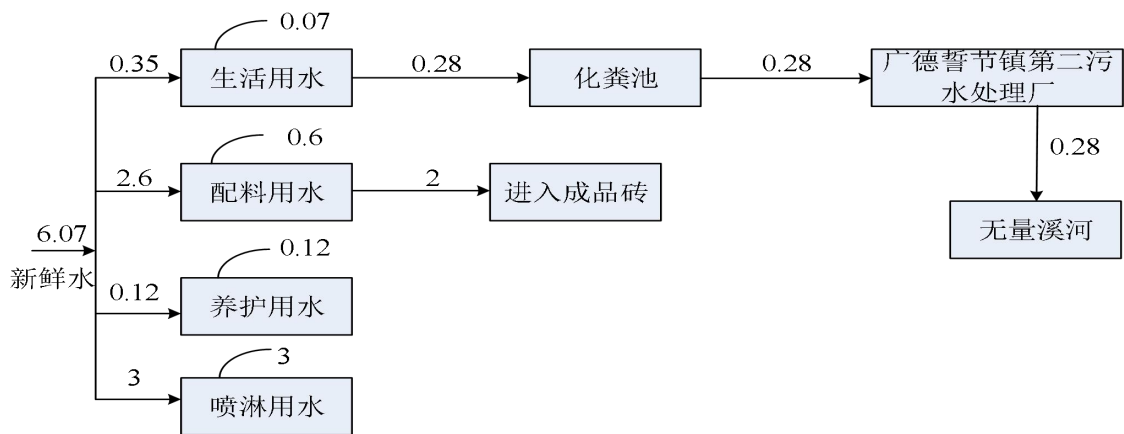 0.07
0.35
生活用水
0.28
化粪池
0.28
广德誓节镇第二污
水处理厂
0.28
无量溪河
0.6
2.6
配料用水
2
进入成品砖
6.07
新鲜水
0.12
0.12
养护用水
3
3
喷淋用水